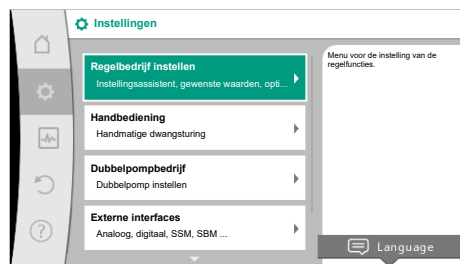 Instellingen
Regelbedrijf instellen
Instellingsassistent, gewenste waarden, opti...
Handbediening
Handmatige dwangsturing
Dubbelpompbedrijf
Dubbelpomp instellen
Externe interfaces
Analoog, digitaal, SSM, SBM ...
Menu voor de instelling van de
regelfuncties.
Language